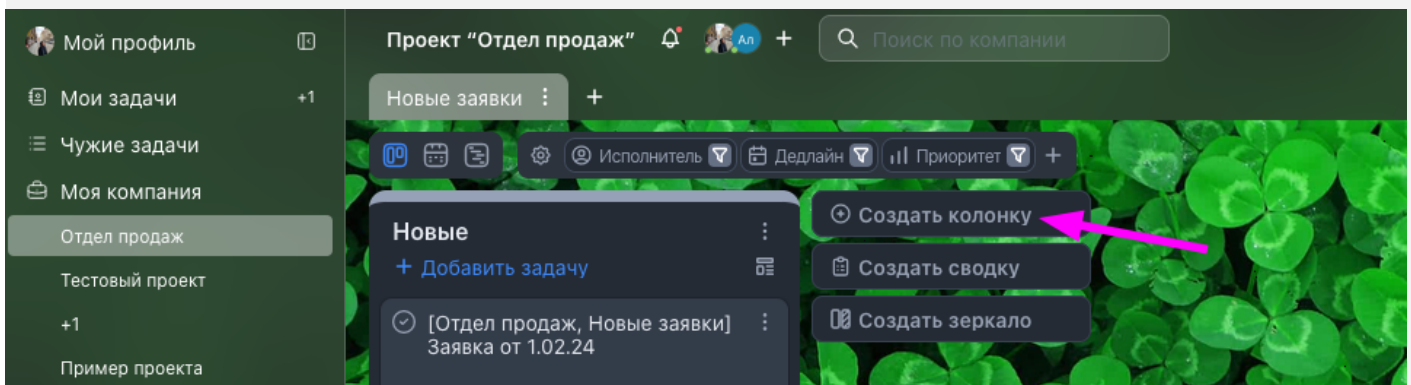 Мой профиль
Проект “Отдел продаж”
Ал
+
Поиск по компании
Мои задачи
+1
Новые заявки
+
Чужие задачи
Исполнитель
Дедлайн
Приоритет
+
Моя компания
Отдел продаж
Тестовый проект
+1
Пример проекта
Новые
+ Добавить задачу
[Отдел продаж, Новые заявки]
Заявка от 1.02.24
Создать колонку
Создать сводку
Создать зеркало